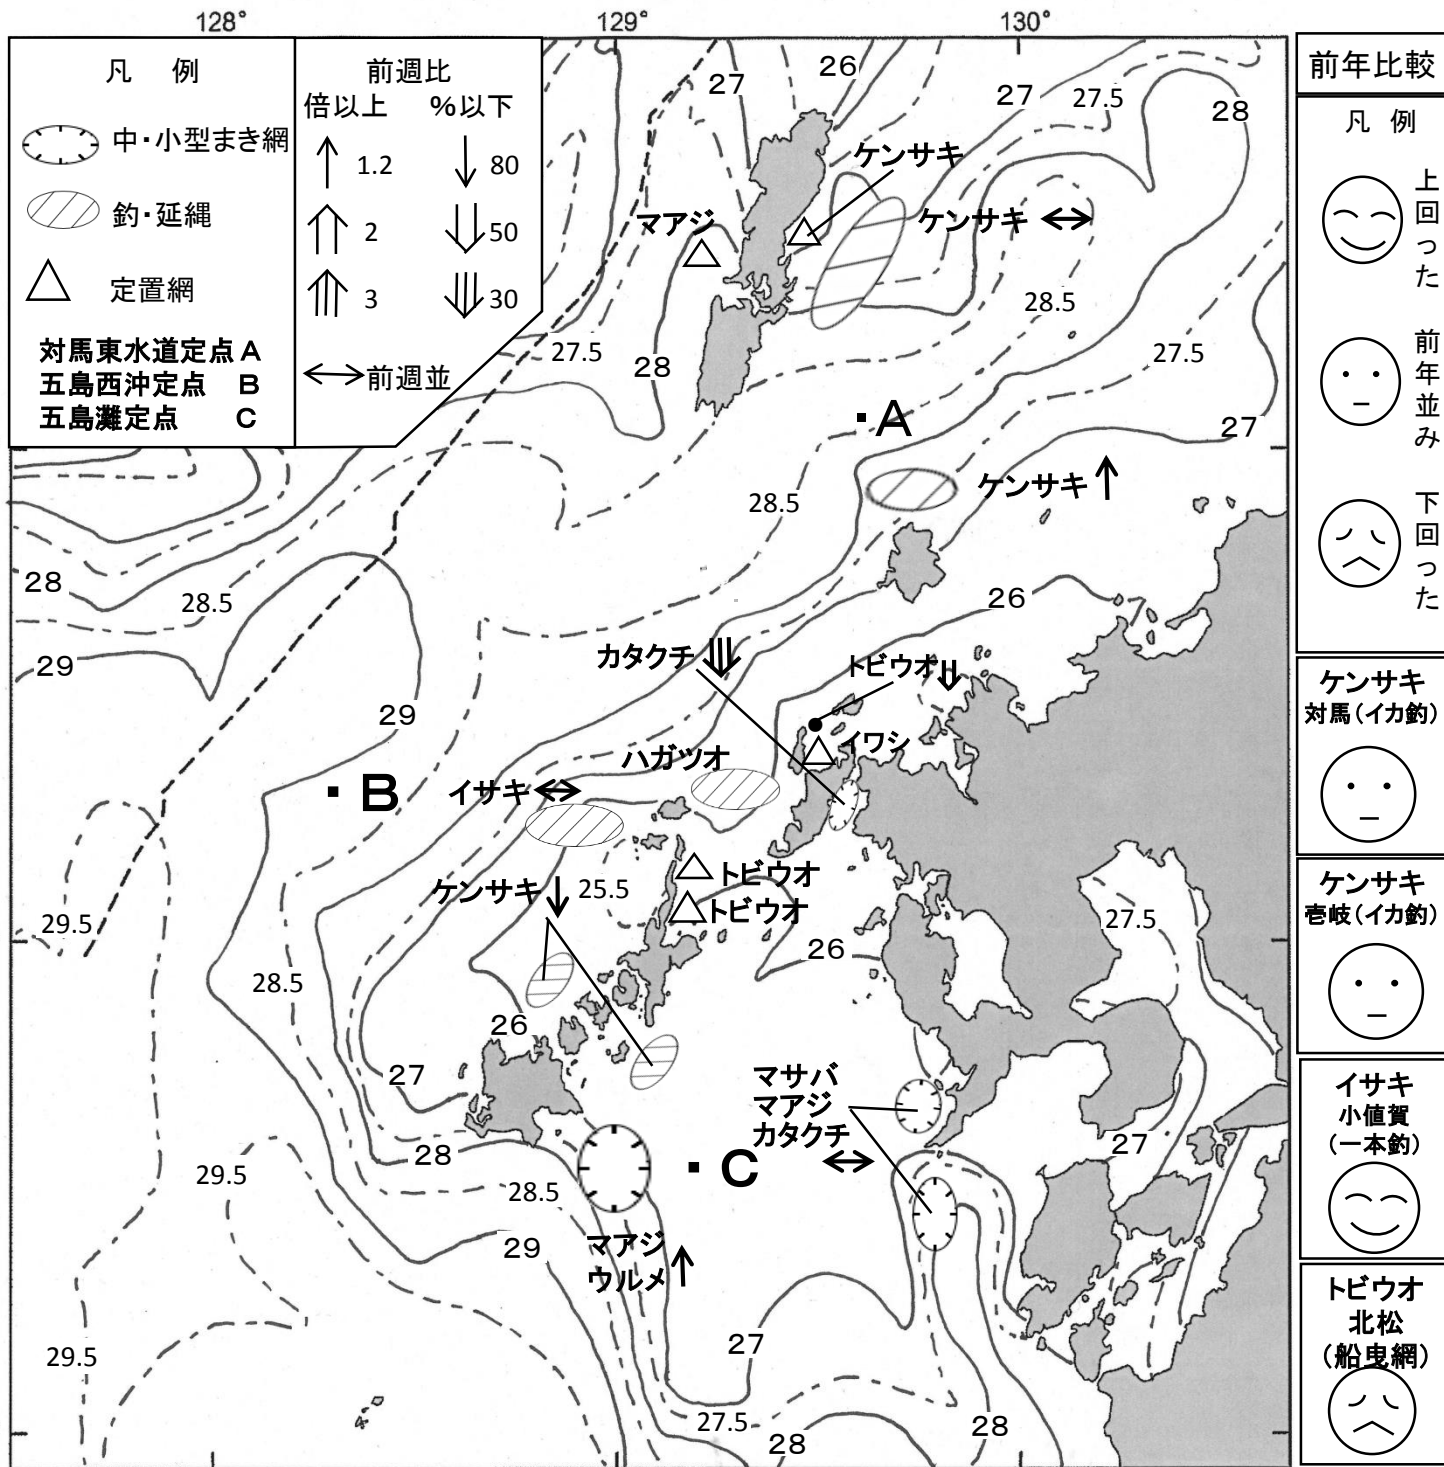 128°
129°
130°
凡 例
中・小型まき網
釣・延縄
定置網
対馬東水道定点 A
五島西沖定点 B
五島灘定点 C
前週比
倍以上 %以下
1.2 80
2 50
3 30
前週並
27
26
27
27.5
28
ケンサキ
マアジ
ケンサキ
28.5
27.5
28
27.5
A
27
ケンサキ
28.5
28
28.5
26
29
カタクチ
トビウオ
29
イワシ
ハガツオ
イサキ
B
トビウオ
ケンサキ
25.5
トビウオ
29.5
27.5
26
28.5
26
27
マサバ
マアジ
カタクチ
28
27
C
29.5
28.5
29
マアジ
ウルメ
27
29.5
27.5
28
28
前年比較
凡 例
上回った
前年並み
下回った
ケンサキ
対馬(イカ釣)
ケンサキ
壱岐(イカ釣)
イサキ
小値賀
(一本釣)
トビウオ
北松
(船曳網)